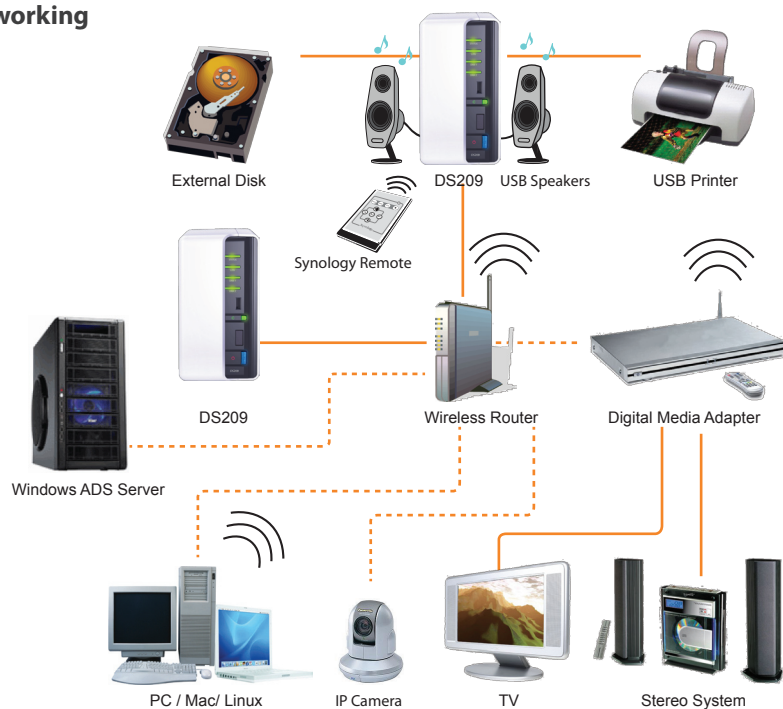 working
External Disk
DS209
USB Speakers
USB Printer
Synology Remote
DS209
Wireless Router
Digital Media Adapter
Windows ADS Server
PC / Mac/ Linux
IP Camera
TV
Stereo System